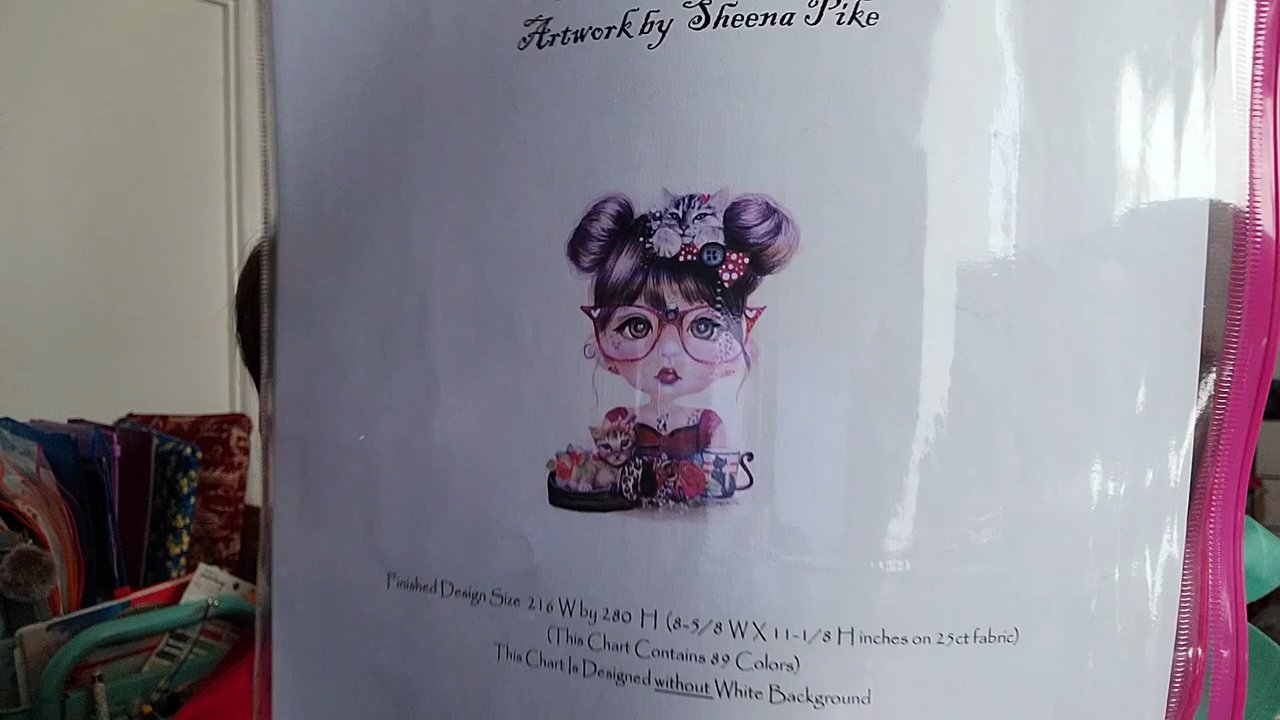 Artwork by Sheena Pike
Finished Design Size 216 W by 280 H (8-5/8 W X 11-1/8 H inches on 25ct fabric)
(This Chart Contains 89 Colors)
This Chart Is Designed without White Background